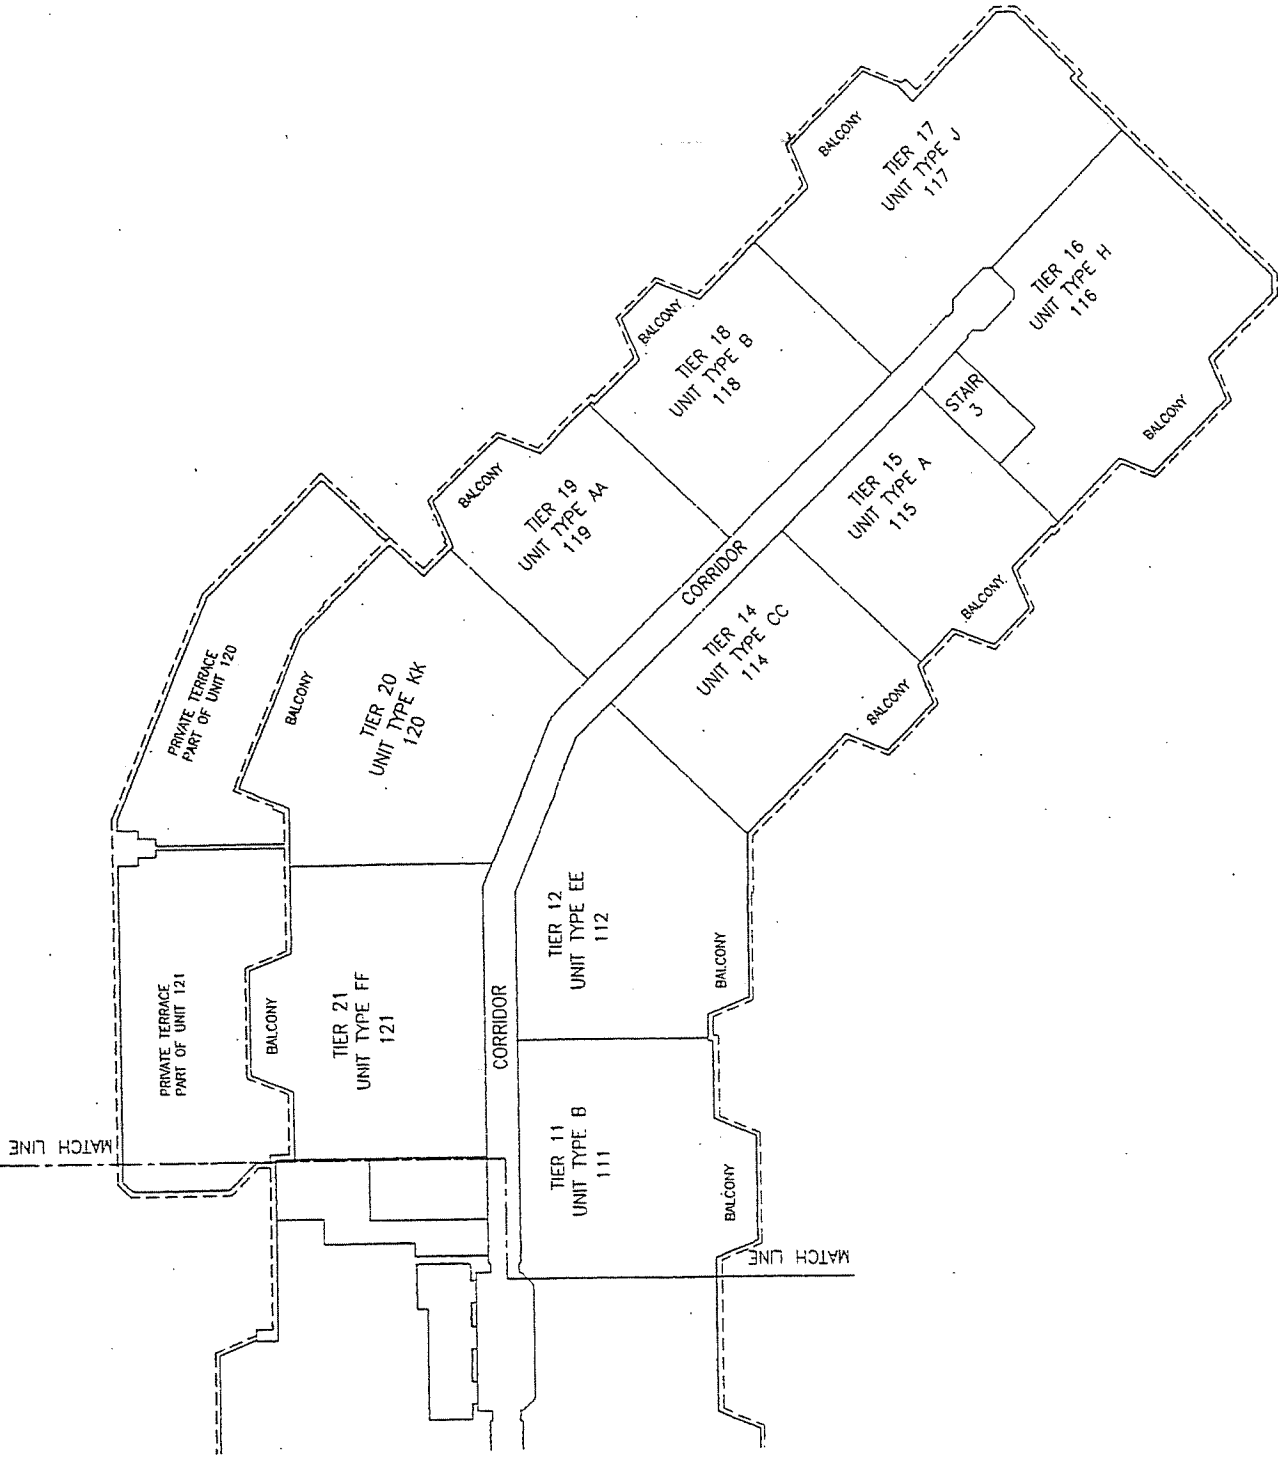 BALCONY
TIER 17
UNIT TYPE J
117
TIER 16
UNIT TYPE H
116
BALCONY
TIER 18
UNIT TYPE B
118
STAIR
3
BALCONY
BALCONY
TIER 19
UNIT TYPE AA
119
TIER 15
UNIT TYPE A
115
CORRIDOR
BALCONY
TIER 14
UNIT TYPE CC
114
BALCONY
PRIVATE TERRACE
PART OF UNIT 120
BALCONY
TIER 20
UNIT TYPE KK
120
TIER 12
UNIT TYPE EE
112
BALCONY
PRIVATE TERRACE
PART OF UNIT 121
BALCONY
TIER 21
UNIT TYPE FF
121
CORRIDOR
MATCH LINE
TIER 11
UNIT TYPE B
111
BALCONY
MATCH LINE